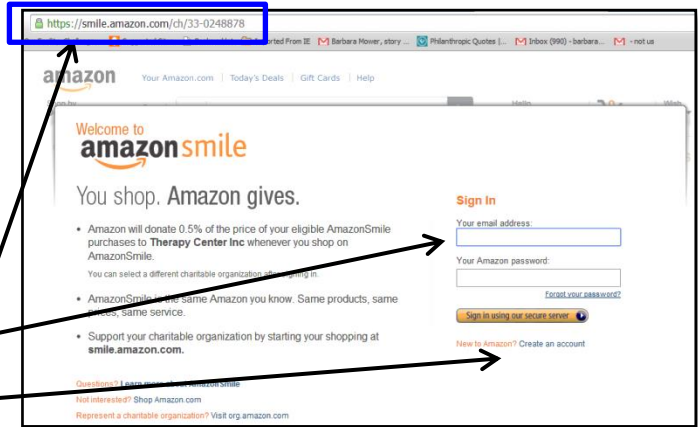 https://smile.amazon.com/ch/33-0248878
orted From IE Barbara Mower, story ... Philanthropic Quotes |... Inbox (990) - barbara... - not us
amazon Your Amazon.com | Today's Deals | Gift Cards | Help
Welcome to
amazonsmile
You shop. Amazon gives.
• Amazon will donate 0.5% of the price of your eligible AmazonSmile
purchases to Therapy Center Inc whenever you shop on
AmazonSmile.
You can select a different charitable organization after signing in.
• AmazonSmile is the same Amazon you know. Same products, same
prices, same service.
• Support your charitable organization by starting your shopping at
smile.amazon.com.
Questions? Learn more about AmazonSmile
Not interested? Shop Amazon.com
Represent a charitable organization? Visit org.amazon.com
Sign In
Your email address:
Your Amazon password:
Forgot your password?
Sign in using our secure server
New to Amazon? Create an account